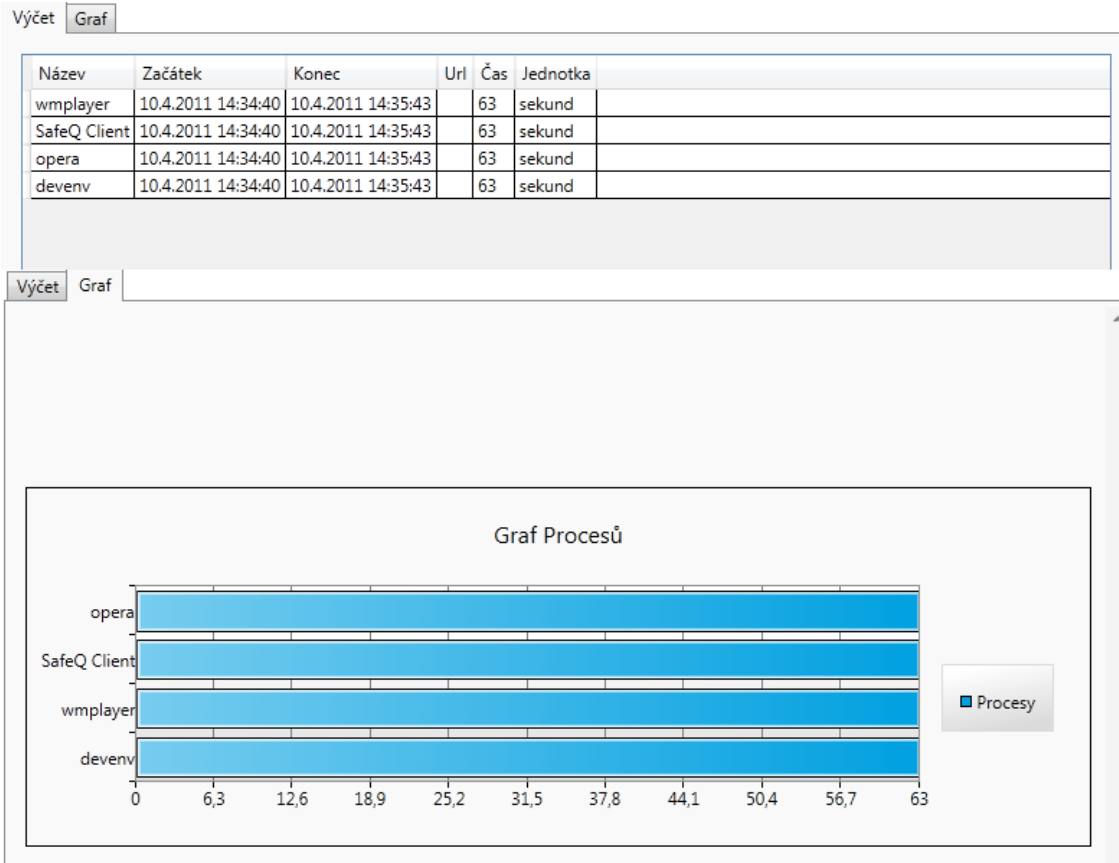 Výčet Graf
Název Začátek Konec Url Čas Jednotka
wmplayer 10.4.2011 14:34:40 10.4.2011 14:35:43 63 sekund
SafeQ Client 10.4.2011 14:34:40 10.4.2011 14:35:43 63 sekund
opera 10.4.2011 14:34:40 10.4.2011 14:35:43 63 sekund
devenv 10.4.2011 14:34:40 10.4.2011 14:35:43 63 sekund
Výčet Graf
Graf Procesů
opera
SafeQ Client
wmplayer
devenv
Procesy
0 6,3 12,6 18,9 25,2 31,5 37,8 44,1 50,4 56,7 63